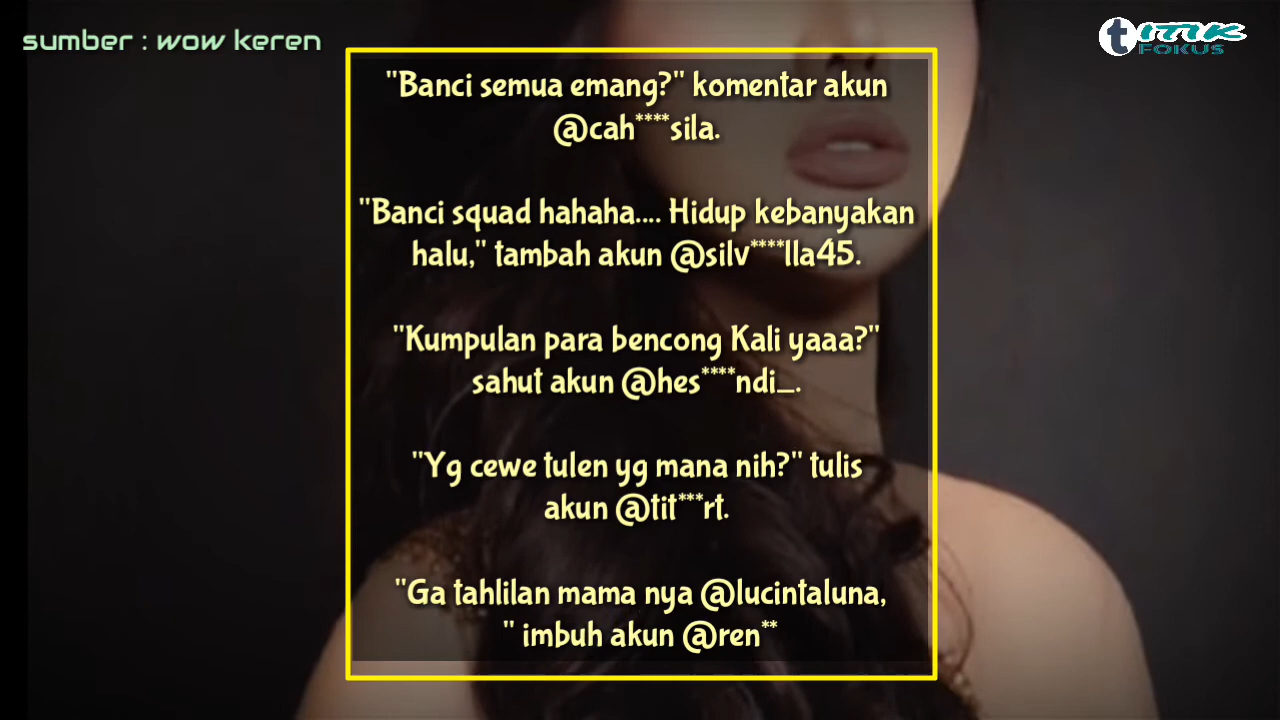 sumber : wow keren
titik
FOKUS
"Banci semua emang?" komentar akun
@cah****sila.
"Banci squad hahaha.... Hidup kebanyakan
halu," tambah akun @silv****lla45.
"Kumpulan para bencong Kali yaaa?"
sahut akun @hes****ndi_.
"Yg cewe tulen yg mana nih?" tulis
akun @tit***rt.
"Ga tahlilan mama nya @lucintaluna,
" imbuh akun @ren**